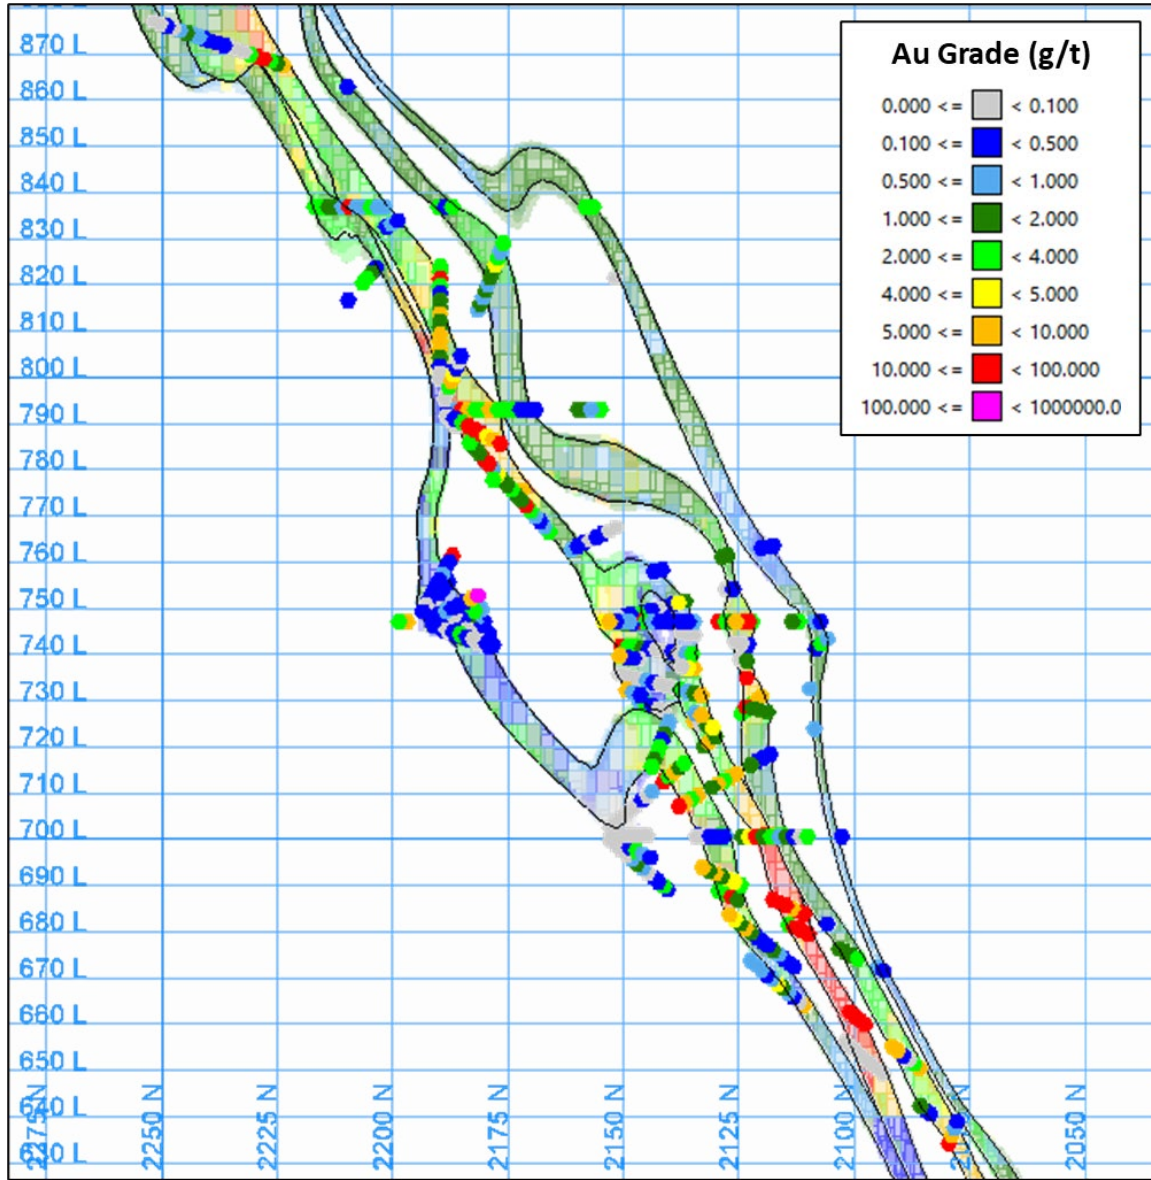 Au Grade (g/t)
0.000 <= < 0.100
0.100 <= < 0.500
0.500 <= < 1.000
1.000 <= < 2.000
2.000 <= < 4.000
4.000 <= < 5.000
5.000 <= < 10.000
10.000 <= < 100.000
100.000 <= < 1000000.0
870 L
860 L
850 L
840 L
830 L
820 L
810 L
800 L
790 L
780 L
770 L
760 L
750 L
740 L
730 L
720 L
710 L
700 L
690 L
680 L
670 L
660 L
650 L
640 L
630 L
2275 N
2250 N
2225 N
2200 N
2175 N
2150 N
2125 N
2100 N
2050 N